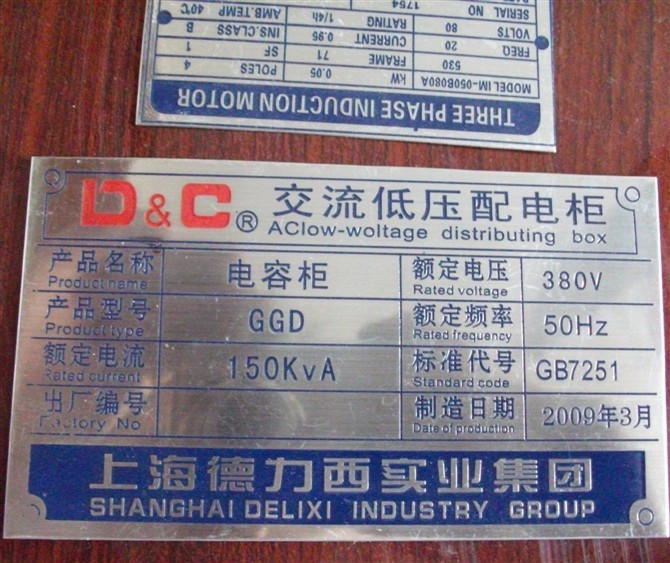 THREE PHASE INDUCTION MOTOR
MODEL IM-050B080A kW 0.05 POLES 4
530 FRAME 71 SF 1
FREQ 20 CURRENT 0.95 INS.CLASS B
VOLTS 80 RATING 1/4h AMB.TEMP 40℃
SERIAL NO 1754
D&C® 交流低压配电柜
AClow-woltage distributing box
产品名称 电容柜 额定电压 380V
Product name Rated voltage
产品型号 GGD 额定频率 50Hz
Product type Rated frequency
额定电流 150KvA 标准代号 GB7251
Rated current Standard code
出厂编号 制造日期 2009年3月
Factory No Date of production
上海德力西实业集团
SHANGHAI DELIXI INDUSTRY GROUP